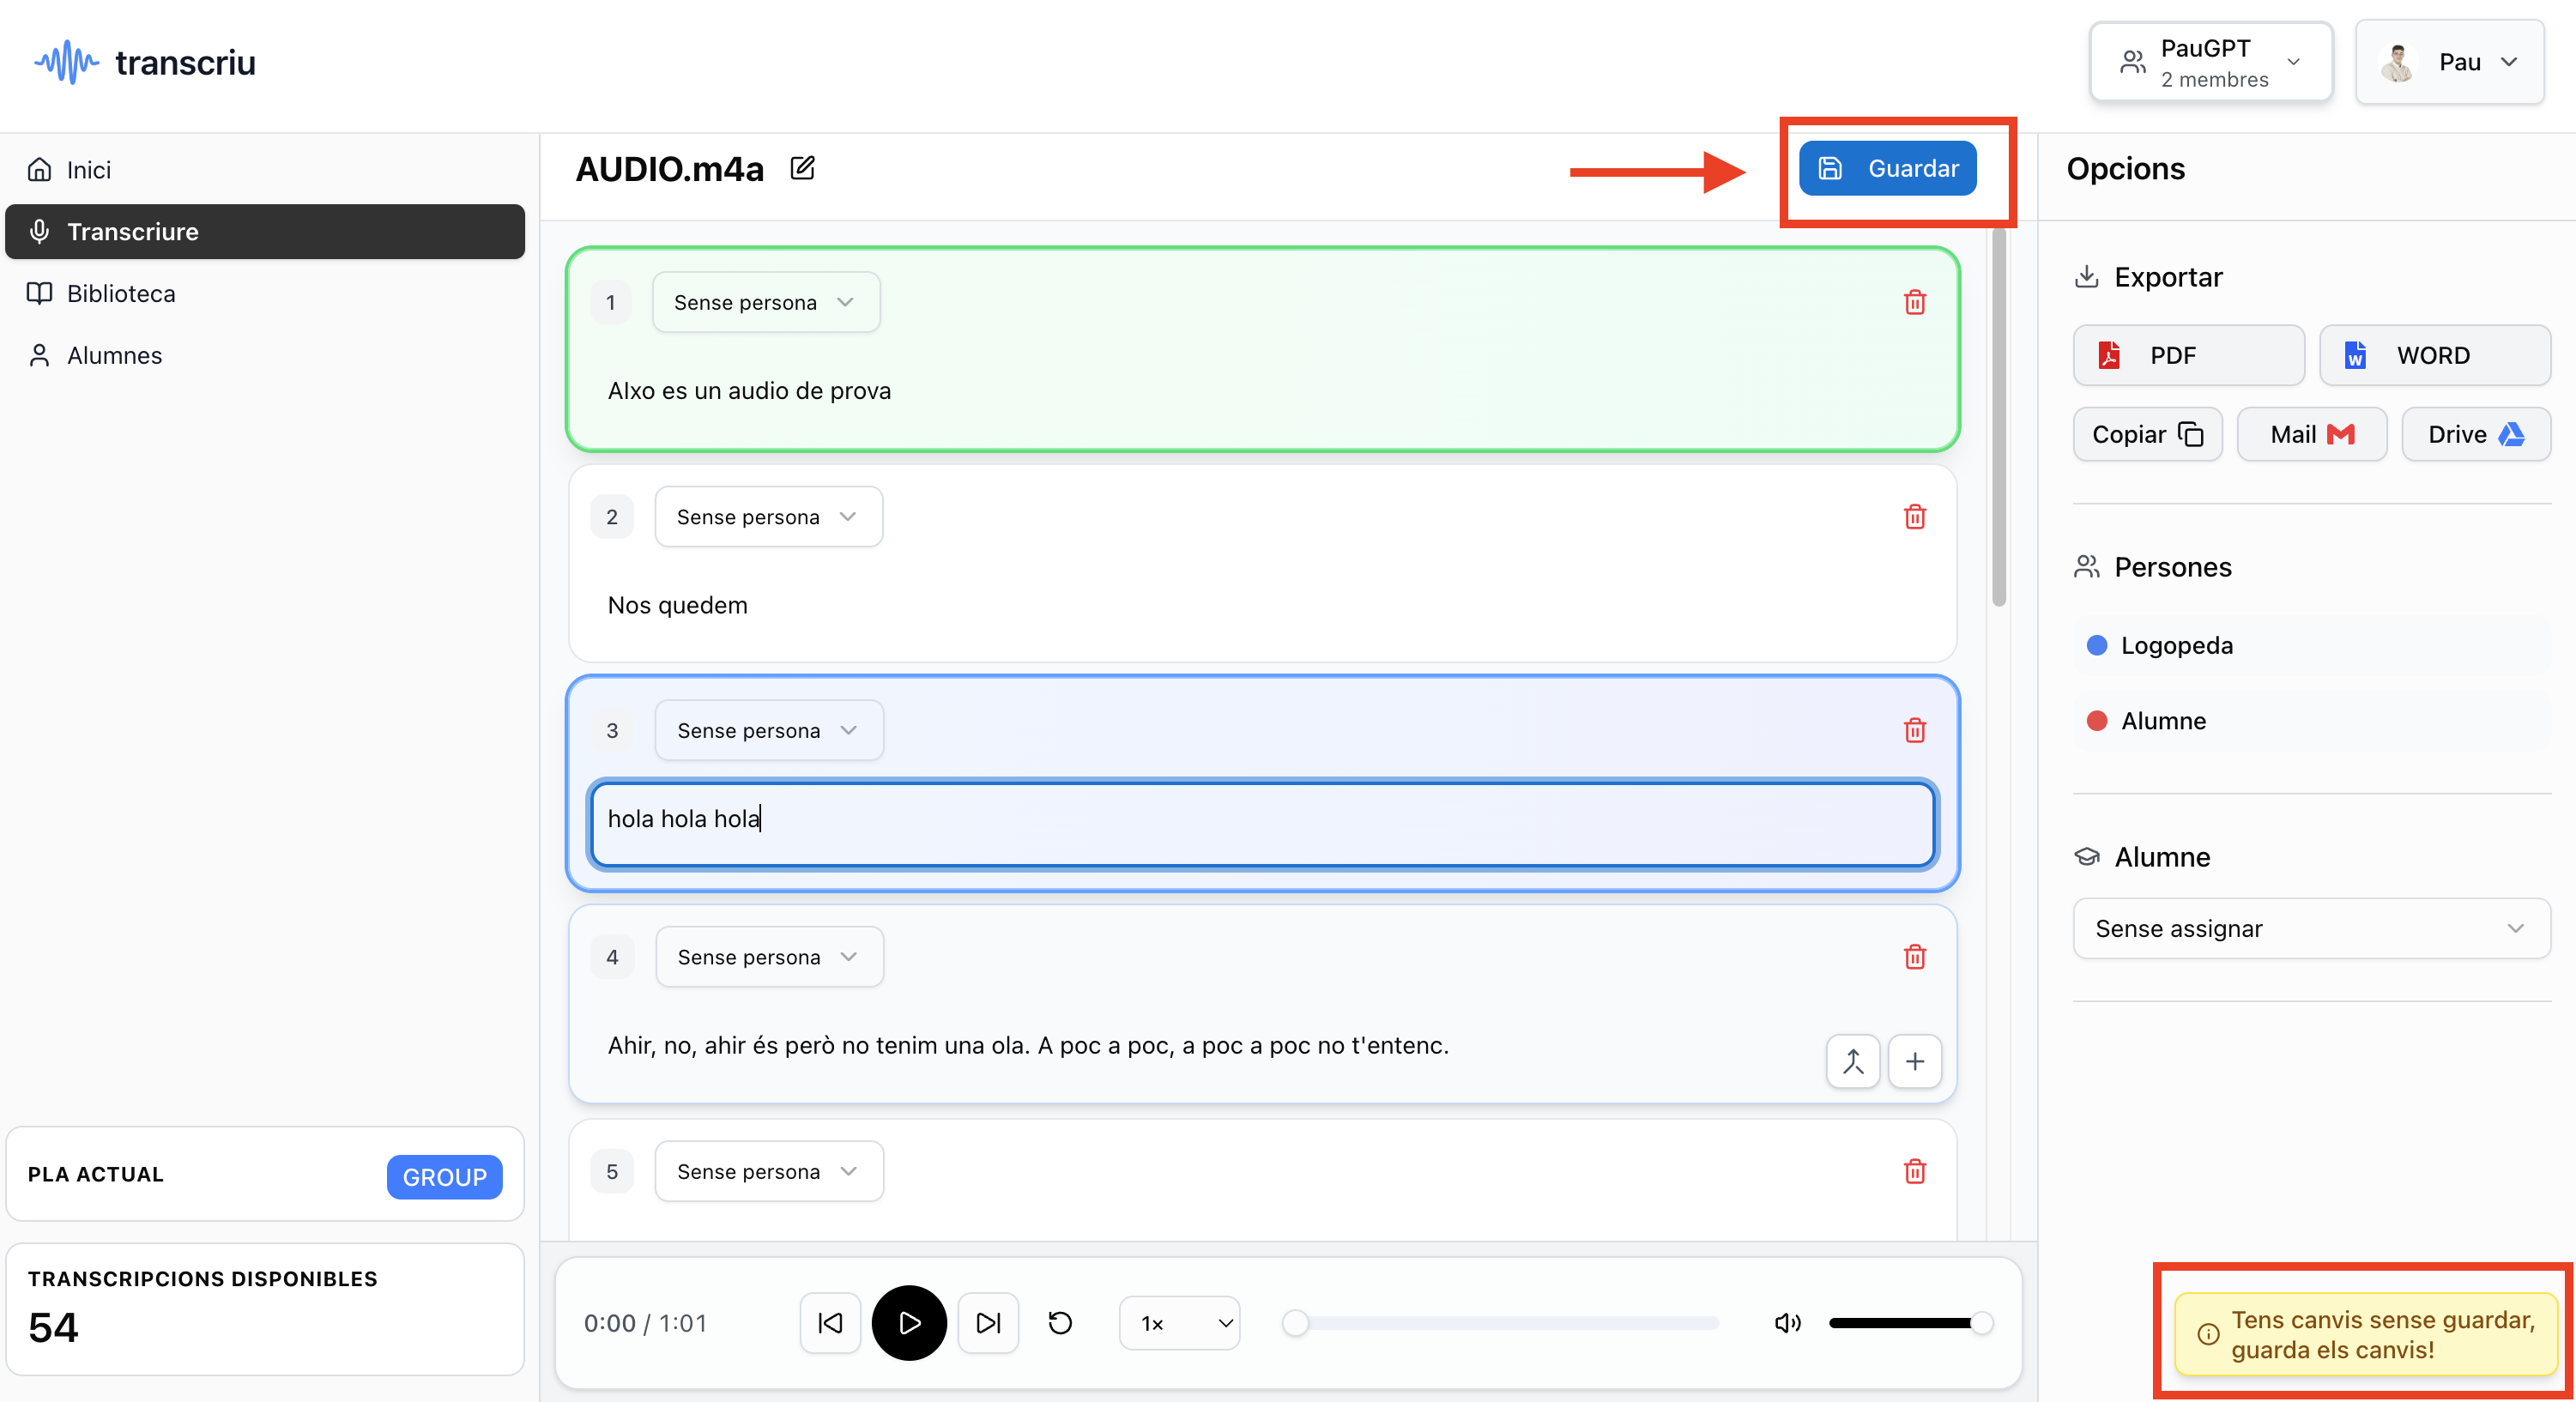 transcriu
PauGPT
2 membres
Pau
Inici
Transcriure
Biblioteca
Alumnes
PLA ACTUAL
GROUP
TRANSCRIPCIONS DISPONIBLES
54
AUDIO.m4a
Guardar
1
Sense persona
AIxo es un audio de prova
2
Sense persona
Nos quedem
3
Sense persona
hola hola hola
4
Sense persona
Ahir, no, ahir és però no tenim una ola. A poc a poc, a poc a poc no t'entenc.
5
Sense persona
0:00 / 1:01
1×
Opcions
Exportar
PDF
WORD
Copiar
Mail
Drive
Persones
Logopeda
Alumne
Alumne
Sense assignar
Tens canvis sense guardar,
guarda els canvis!